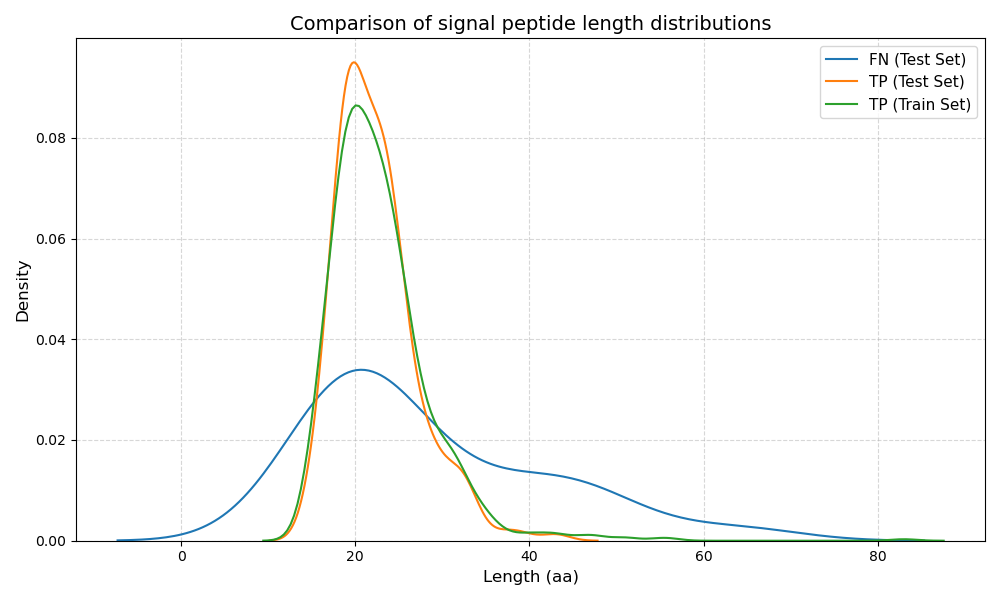 Comparison of signal peptide length distributions
FN (Test Set)
TP (Test Set)
TP (Train Set)
Density
0.08
0.06
0.04
0.02
0.00
0 20 40 60 80
Length (aa)